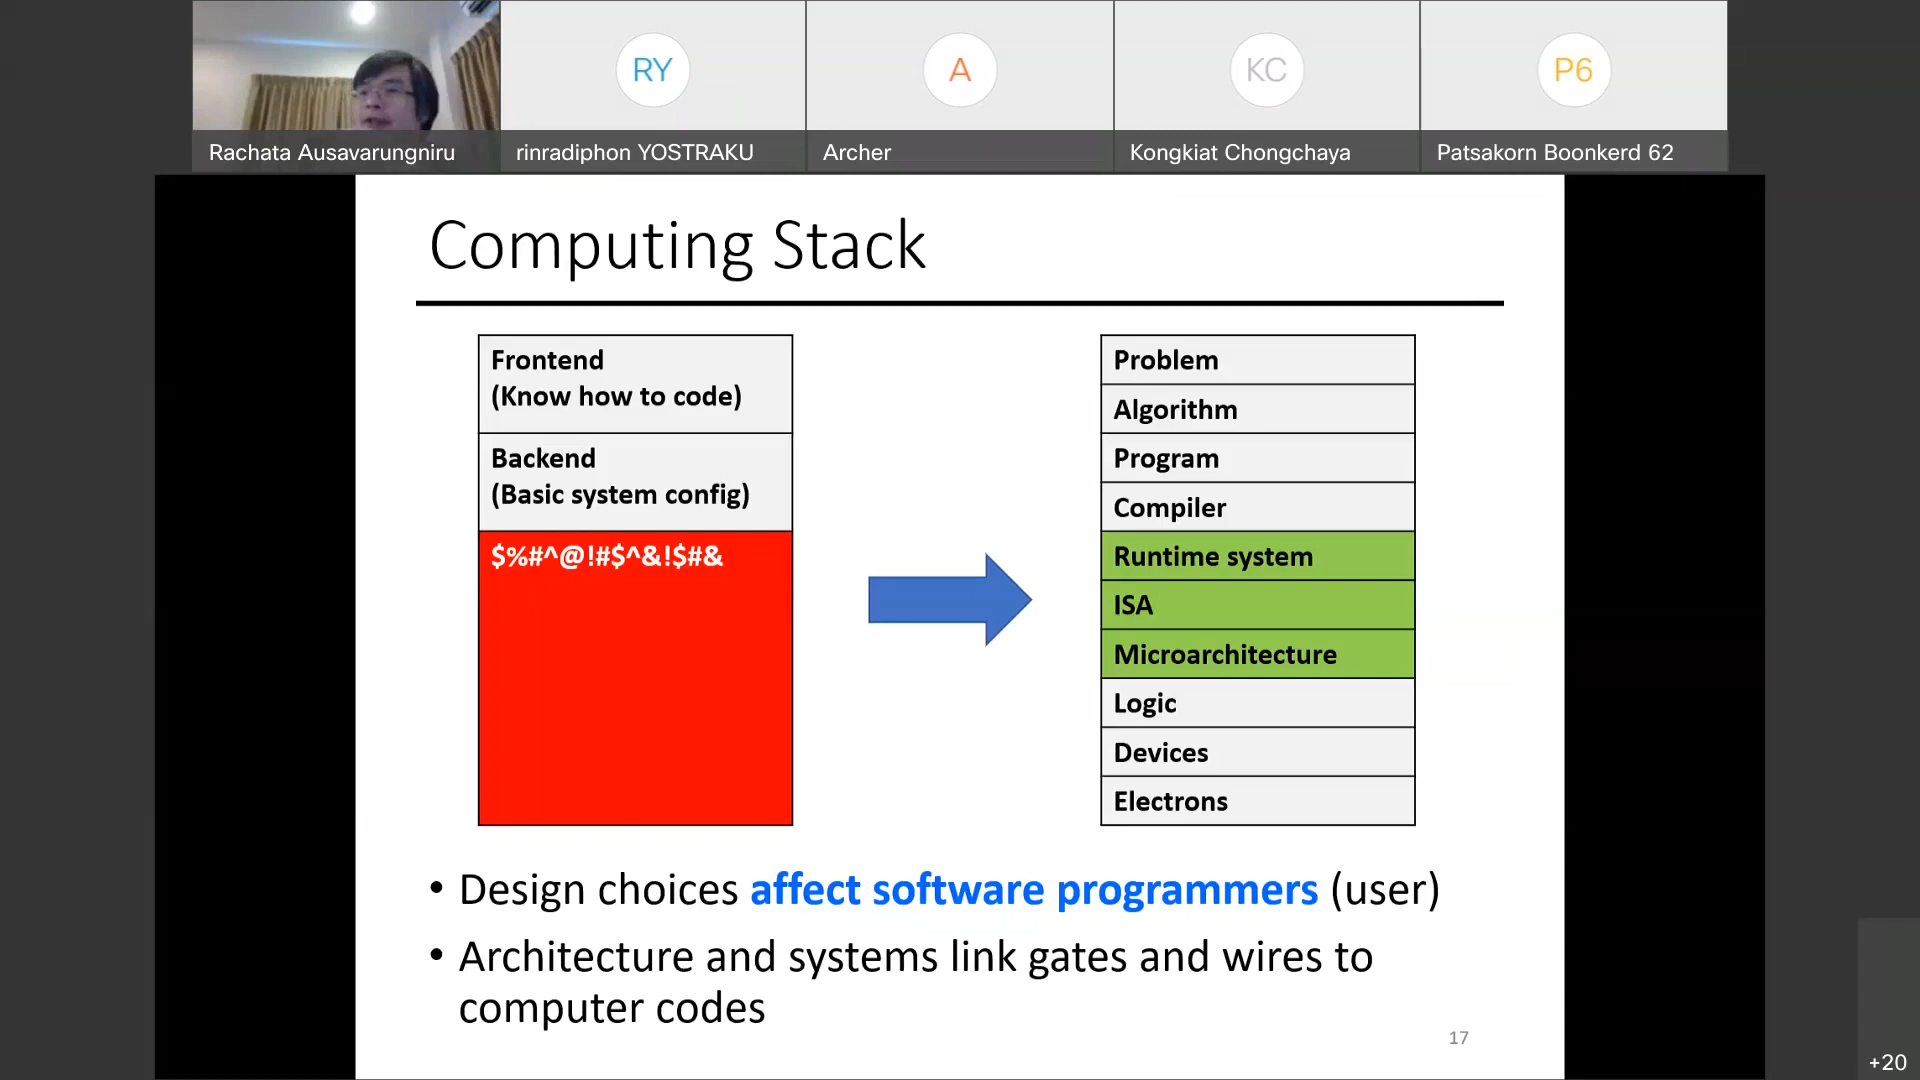 RY
A
KC
P6
Rachata Ausavarungniru
rinradiphon YOSTRAKU
Archer
Kongkiat Chongchaya
Patsakorn Boonkerd 62
Computing Stack
Frontend
(Know how to code)
Backend
(Basic system config)
$%#^@!#$^&!$#&
Problem
Algorithm
Program
Compiler
Runtime system
ISA
Microarchitecture
Logic
Devices
Electrons
• Design choices affect software programmers (user)
• Architecture and systems link gates and wires to
computer codes
17
+20